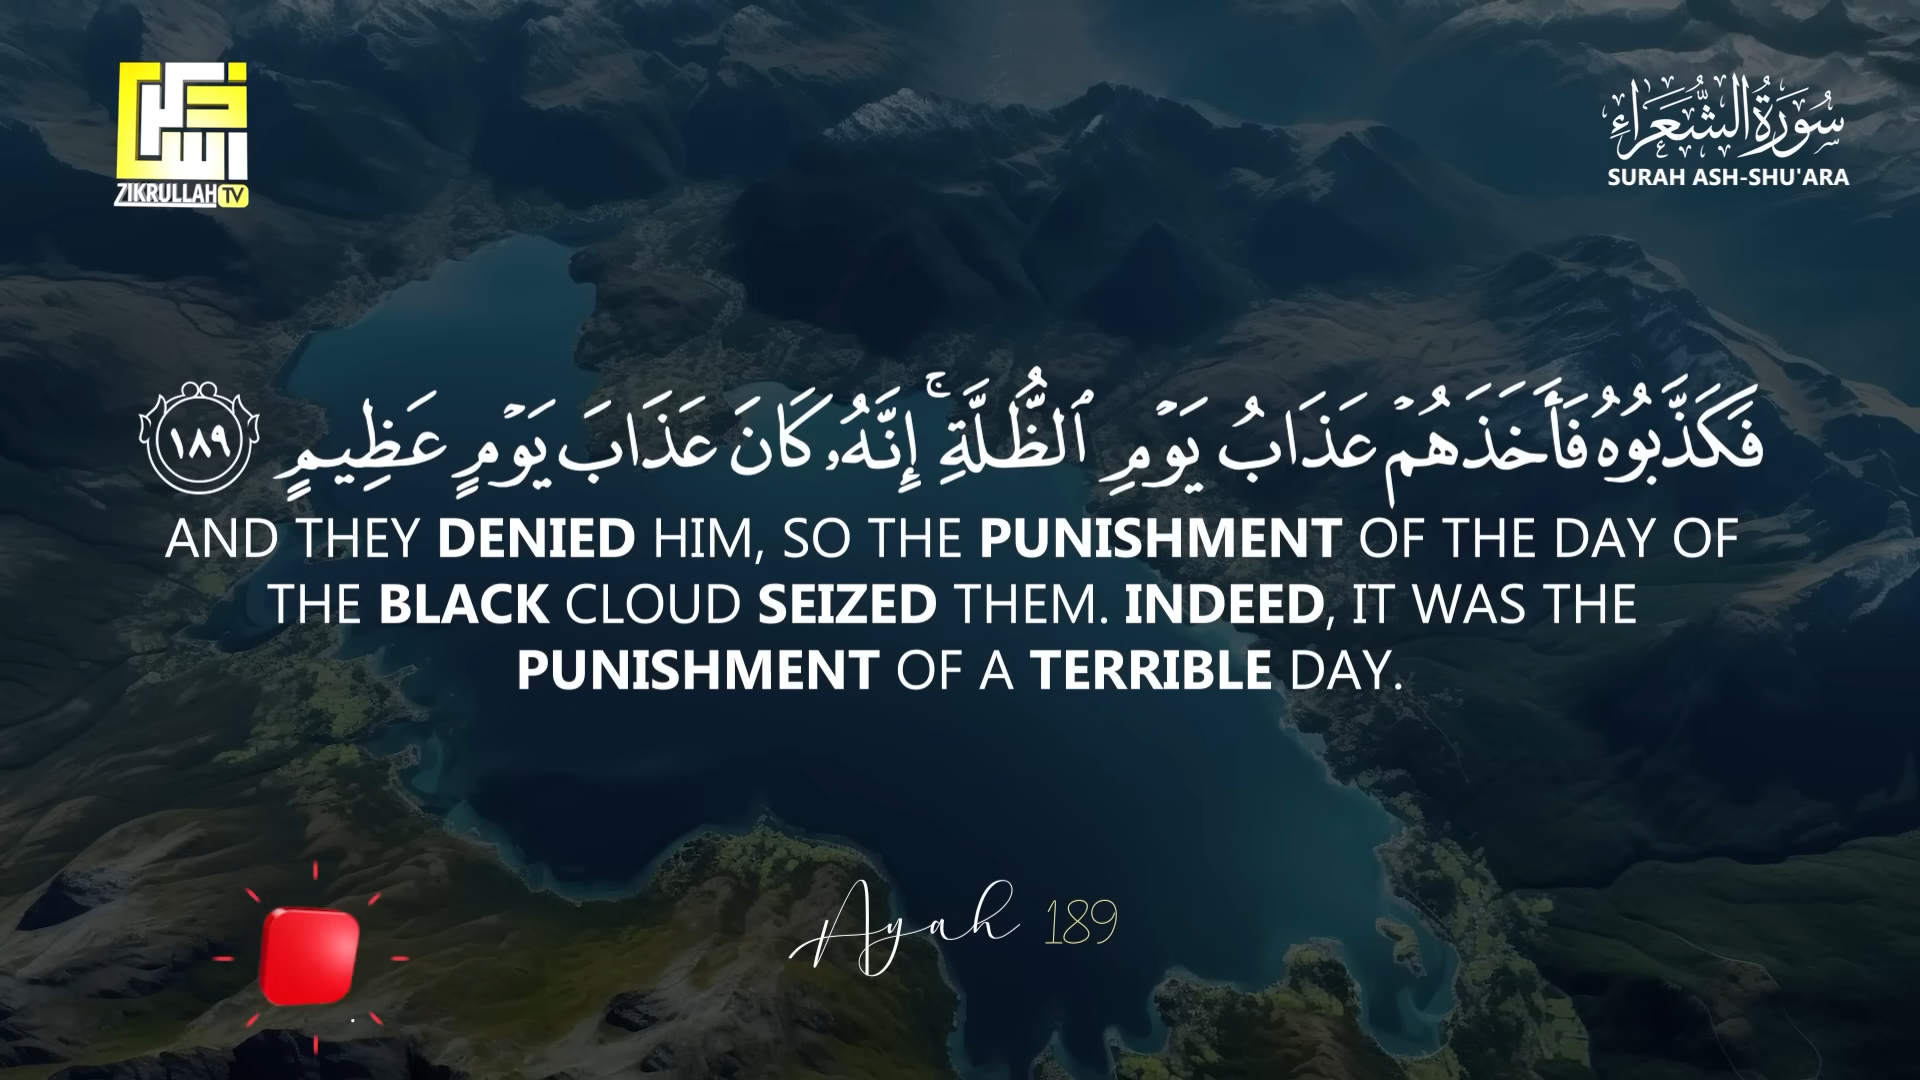 ذكر الله
ZIKRULLAH TV
سُورَةُ الشُّعَرَاءِ
SURAH ASH-SHU'ARA
فَكَذَّبُوهُ فَأَخَذَهُمْ عَذَابُ يَوْمِ ٱلظُّلَّةِ ۚ إِنَّهُۥ كَانَ عَذَابَ يَوْمٍ عَظِيمٍ ١٨٩
AND THEY DENIED HIM, SO THE PUNISHMENT OF THE DAY OF
THE BLACK CLOUD SEIZED THEM. INDEED, IT WAS THE
PUNISHMENT OF A TERRIBLE DAY.
Ayah 189